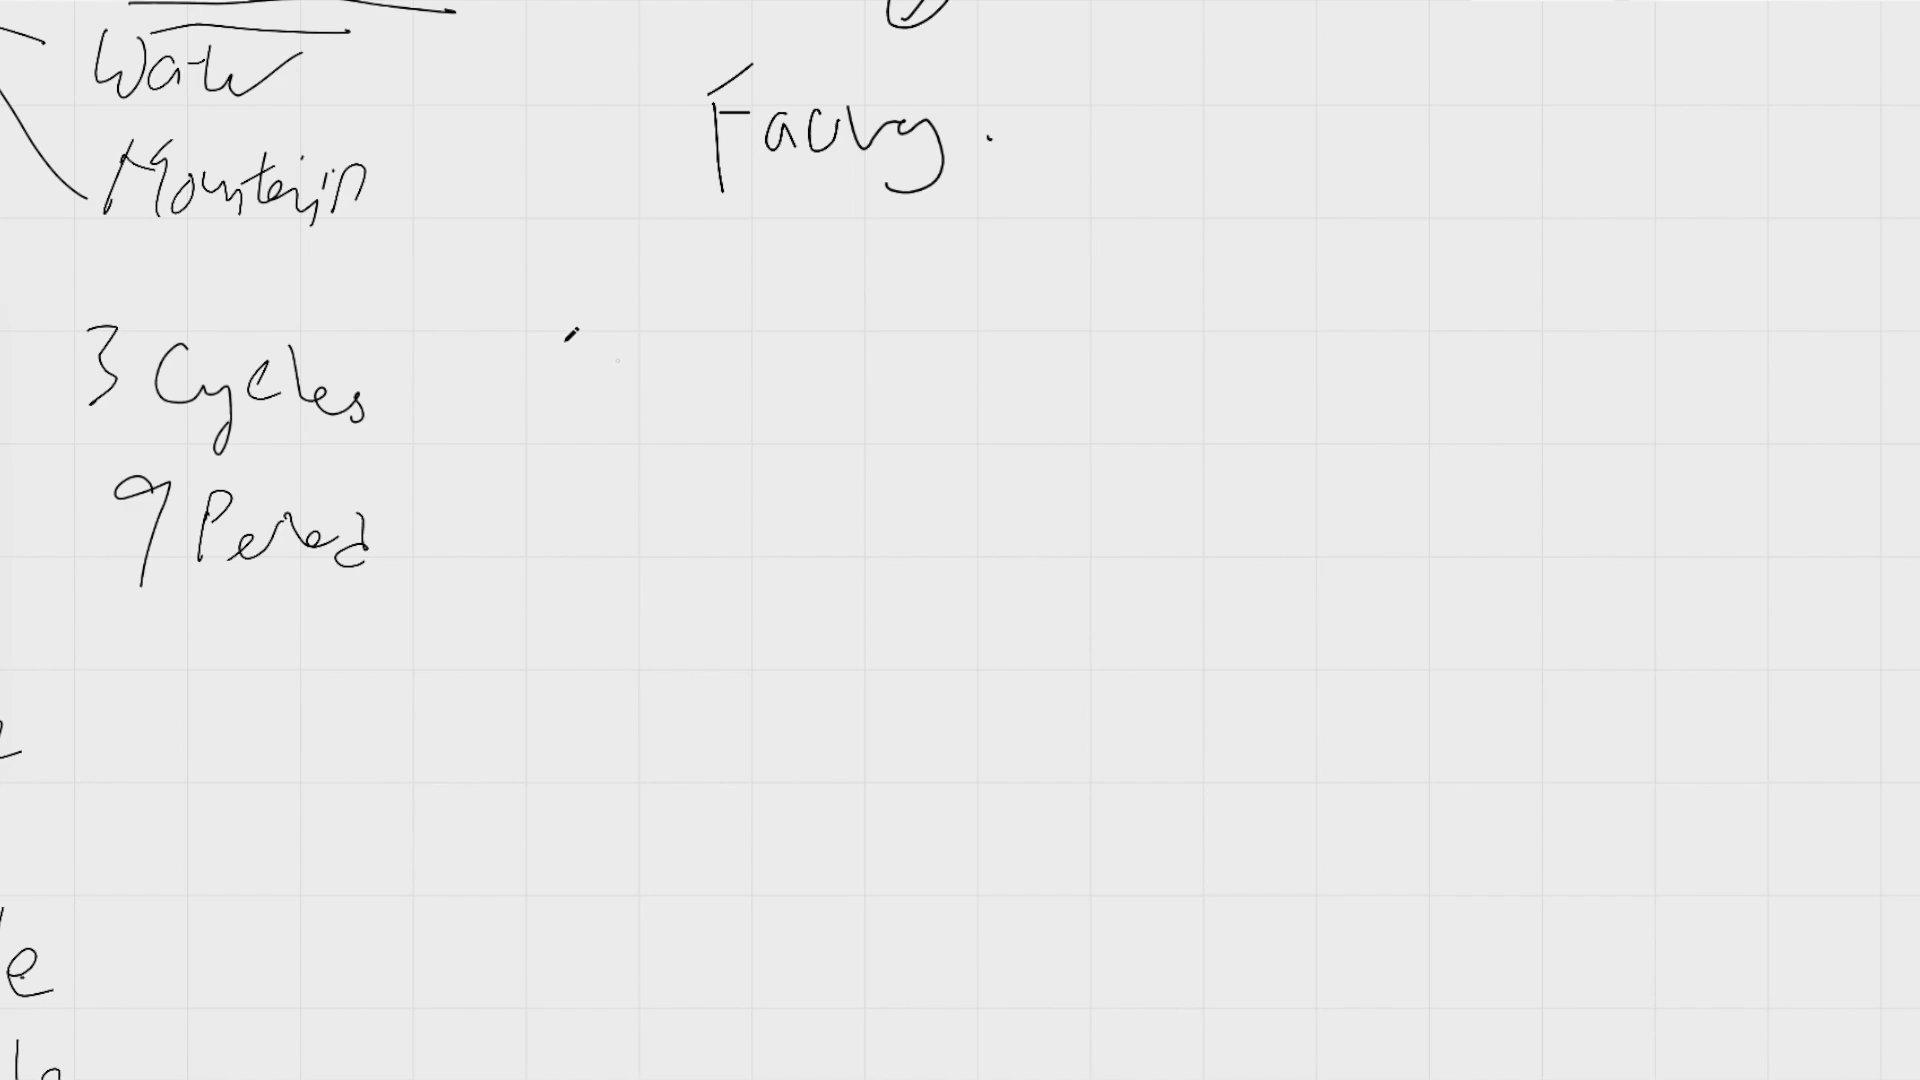 Water
Mountain
Facing.
3 Cycles
9 Period
e